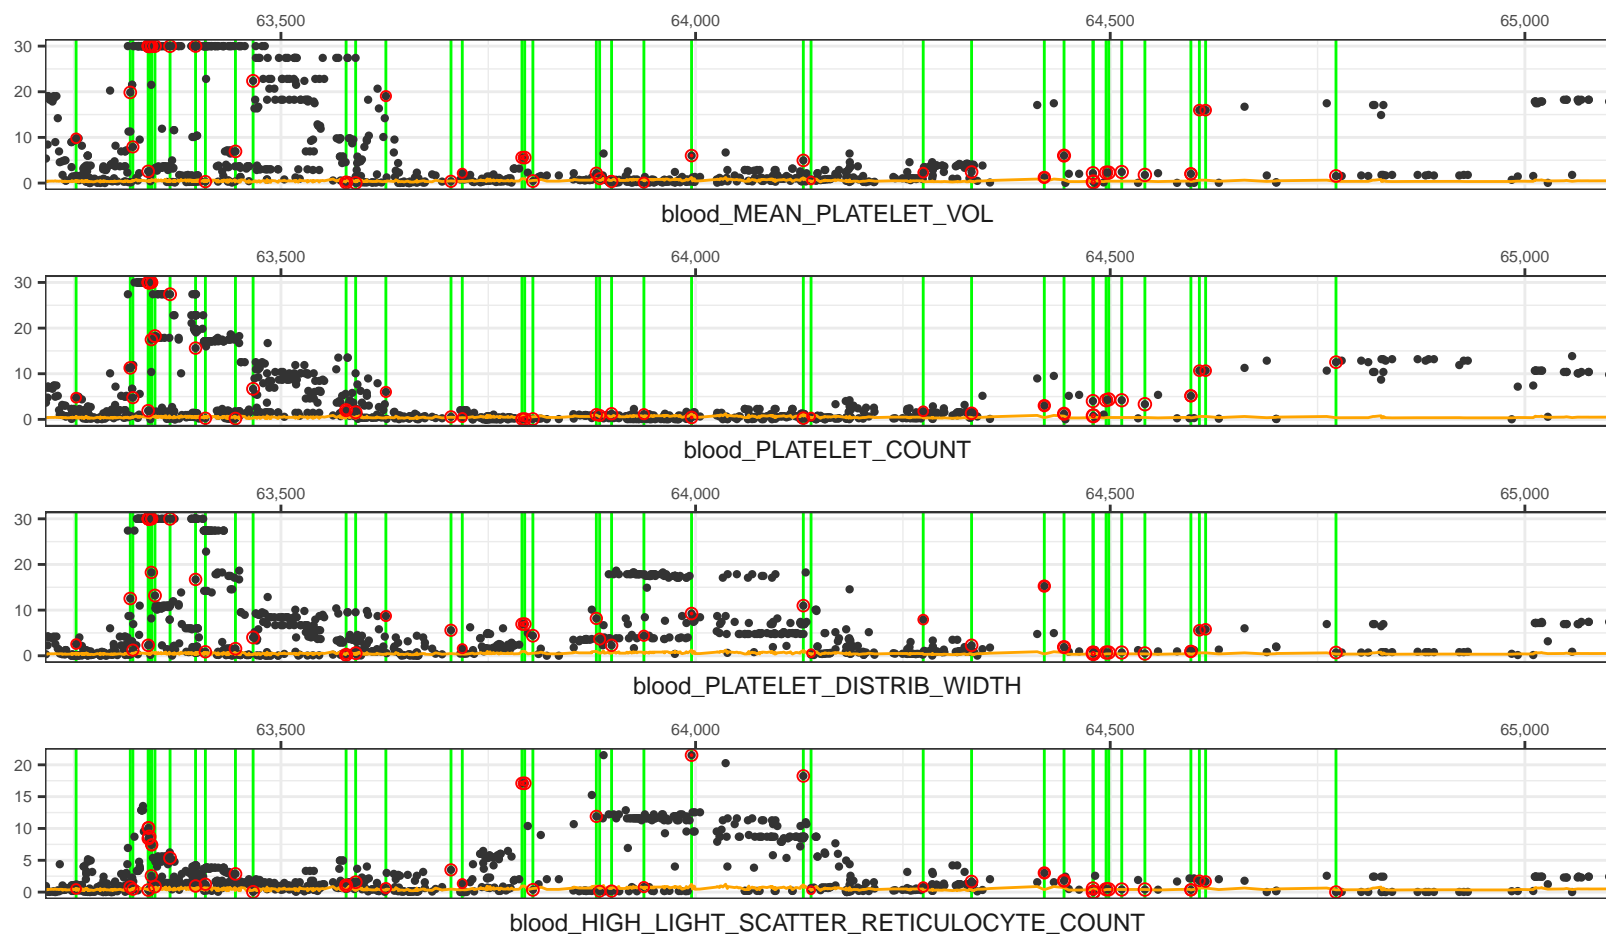 63,500 64,000 64,500 65,000
30
20
10
0
blood_MEAN_PLATELET_VOL
63,500 64,000 64,500 65,000
30
20
10
0
blood_PLATELET_COUNT
63,500 64,000 64,500 65,000
30
20
10
0
blood_PLATELET_DISTRIB_WIDTH
63,500 64,000 64,500 65,000
20
15
10
5
0
blood_HIGH_LIGHT_SCATTER_RETICULOCYTE_COUNT